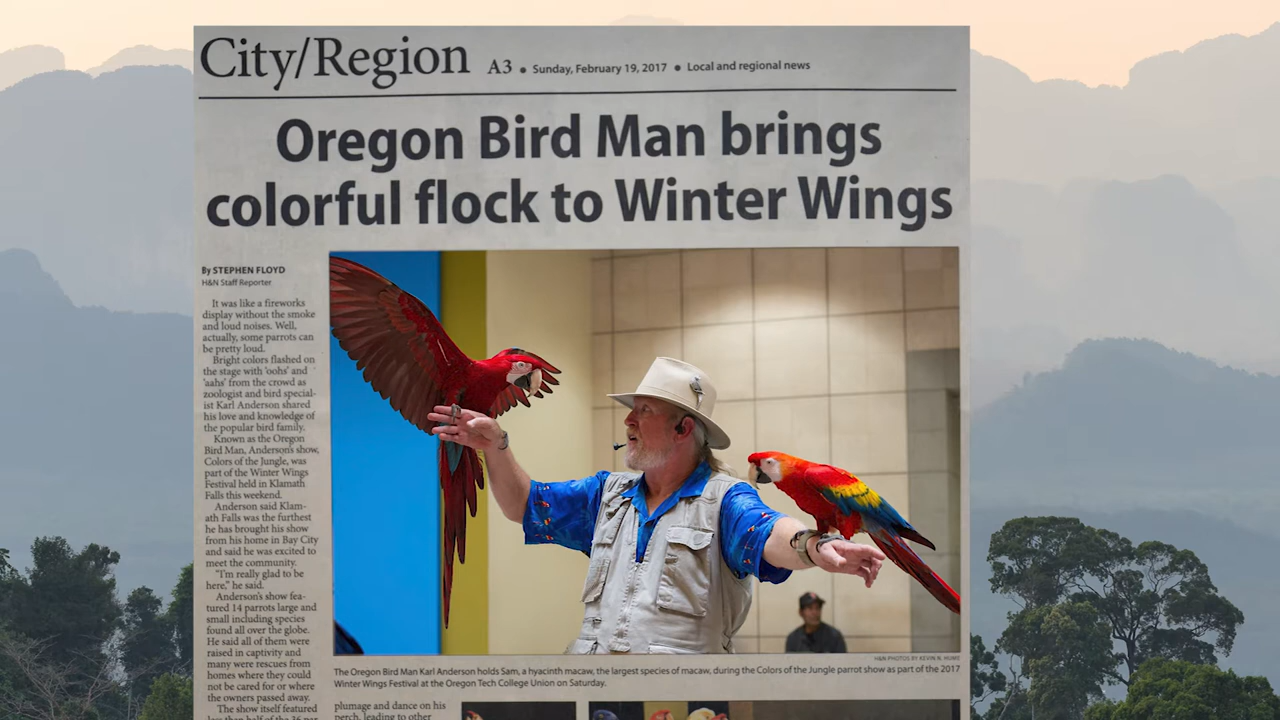 City/Region A3 • Sunday, February 19, 2017 • Local and regional news
Oregon Bird Man brings
colorful flock to Winter Wings
By STEPHEN FLOYD
H&N Staff Reporter
It was like a fireworks
display without the smoke
and loud noises. Well,
actually, some parrots can
be pretty loud.
Bright colors flashed on
the stage with 'oohs' and
'aahs' from the crowd as
zoologist and bird special-
ist Karl Anderson shared
his love and knowledge of
the popular bird family.
Known as the Oregon
Bird Man, Anderson's show,
Colors of the Jungle, was
part of the Winter Wings
Festival held in Klamath
Falls this weekend.
Anderson said Klam-
ath Falls was the furthest
he has brought his show
from his home in Bay City
and said he was excited to
meet the community.
"I'm really glad to be
here," he said.
Anderson's show fea-
tured 14 parrots large and
small including species
found all over the globe.
He said all of them were
raised in captivity and
many were rescues from
homes where they could
not be cared for or where
the owners passed away.
The show itself featured
H&N PHOTOS BY KEVIN N. HUME
The Oregon Bird Man Karl Anderson holds Sam, a hyacinth macaw, the largest species of macaw, during the Colors of the Jungle parrot show as part of the 2017
Winter Wings Festival at the Oregon Tech College Union on Saturday.
plumage and dance on his
perch, leading to other